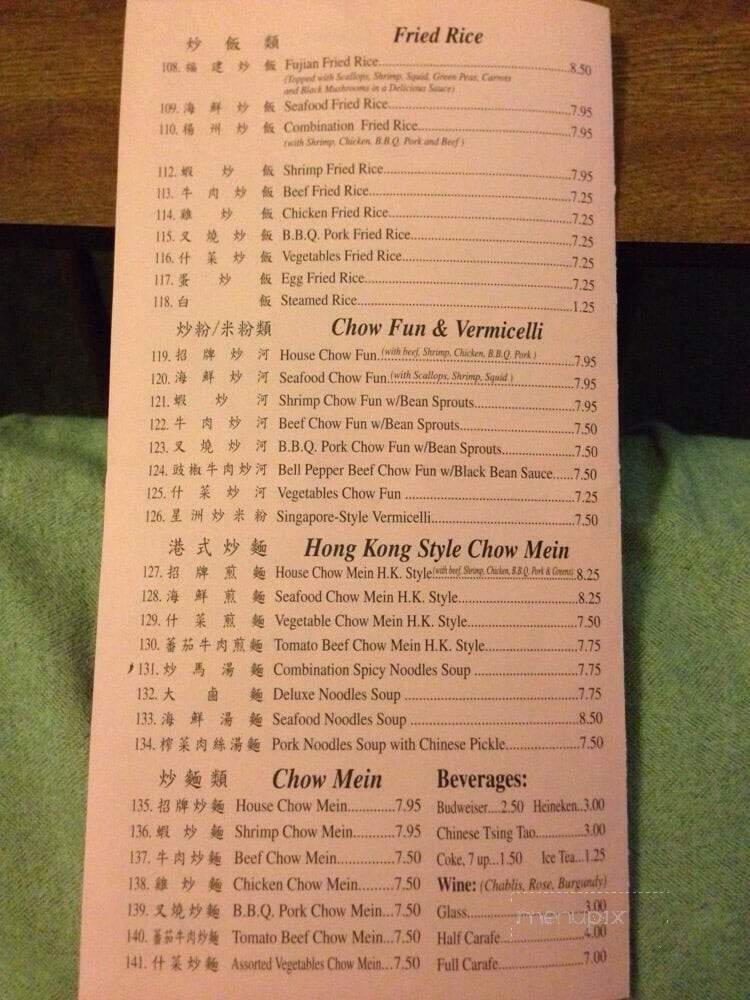 炒 飯 類 Fried Rice
108. 福 建 炒 飯 Fujian Fried Rice....8.50
(Topped with Scallops, Shrimp, Squid, Green Peas, Carrots
and Black Mushrooms in a Delicious Sauce)
109. 海 鮮 炒 飯 Seafood Fried Rice....7.95
110. 楊 州 炒 飯 Combination Fried Rice....7.95
(with Shrimp, Chicken, B.B.Q. Pork and Beef)
112. 蝦 炒 飯 Shrimp Fried Rice....7.95
113. 牛 肉 炒 飯 Beef Fried Rice....7.25
114. 雞 炒 飯 Chicken Fried Rice....7.25
115. 叉 燒 炒 飯 B.B.Q. Pork Fried Rice....7.25
116. 什 菜 炒 飯 Vegetables Fried Rice....7.25
117. 蛋 炒 飯 Egg Fried Rice....7.25
118. 白 飯 Steamed Rice....1.25
炒粉/米粉類 Chow Fun & Vermicelli
119. 招 牌 炒 河 House Chow Fun (with beef, Shrimp, Chicken, B.B.Q. Pork)....7.95
120. 海 鮮 炒 河 Seafood Chow Fun (with Scallops, Shrimp, Squid)....7.95
121. 蝦 炒 河 Shrimp Chow Fun w/Bean Sprouts....7.95
122. 牛 肉 炒 河 Beef Chow Fun w/Bean Sprouts....7.50
123. 叉 燒 炒 河 B.B.Q. Pork Chow Fun w/Bean Sprouts....7.50
124. 豉椒牛肉炒河 Bell Pepper Beef Chow Fun w/Black Bean Sauce......7.50
125. 什 菜 炒 河 Vegetables Chow Fun ....7.25
126. 星 洲 炒 米 粉 Singapore-Style Vermicelli....7.50
港 式 炒 麵 Hong Kong Style Chow Mein
127. 招 牌 煎 麵 House Chow Mein H.K. Style (with beef, Shrimp, Chicken, B.B.Q. Pork & Greens).8.25
128. 海 鮮 煎 麵 Seafood Chow Mein H.K. Style....8.25
129. 什 菜 煎 麵 Vegetable Chow Mein H.K. Style....7.50
130. 蕃茄牛肉煎麵 Tomato Beef Chow Mein H.K. Style....7.75
131. 炒 馬 湯 麵 Combination Spicy Noodles Soup ....7.75
132. 大 鹵 麵 Deluxe Noodles Soup ....7.75
133. 海 鮮 湯 麵 Seafood Noodles Soup ....8.50
134. 榨菜肉絲湯麵 Pork Noodles Soup with Chinese Pickle....7.50
炒 麵 類 Chow Mein
135. 招牌炒麵 House Chow Mein.............7.95
136. 蝦 炒 麵 Shrimp Chow Mein...........7.95
137. 牛肉炒麵 Beef Chow Mein..............7.50
138. 雞 炒 麵 Chicken Chow Mein.........7.50
139. 叉燒炒麵 B.B.Q. Pork Chow Mein...7.50
140. 蕃茄牛肉炒麵 Tomato Beef Chow Mein...7.50
141. 什菜炒麵 Assorted Vegetables Chow Mein...7.50
Beverages:
Budweiser....2.50 Heineken..3.00
Chinese Tsing Tao............3.00
Coke, 7 up...1.50 Ice Tea...1.25
Wine: (Chablis, Rose, Burgundy)
Glass....3.00
Half Carafe....4.00
Full Carafe....7.00
menupix